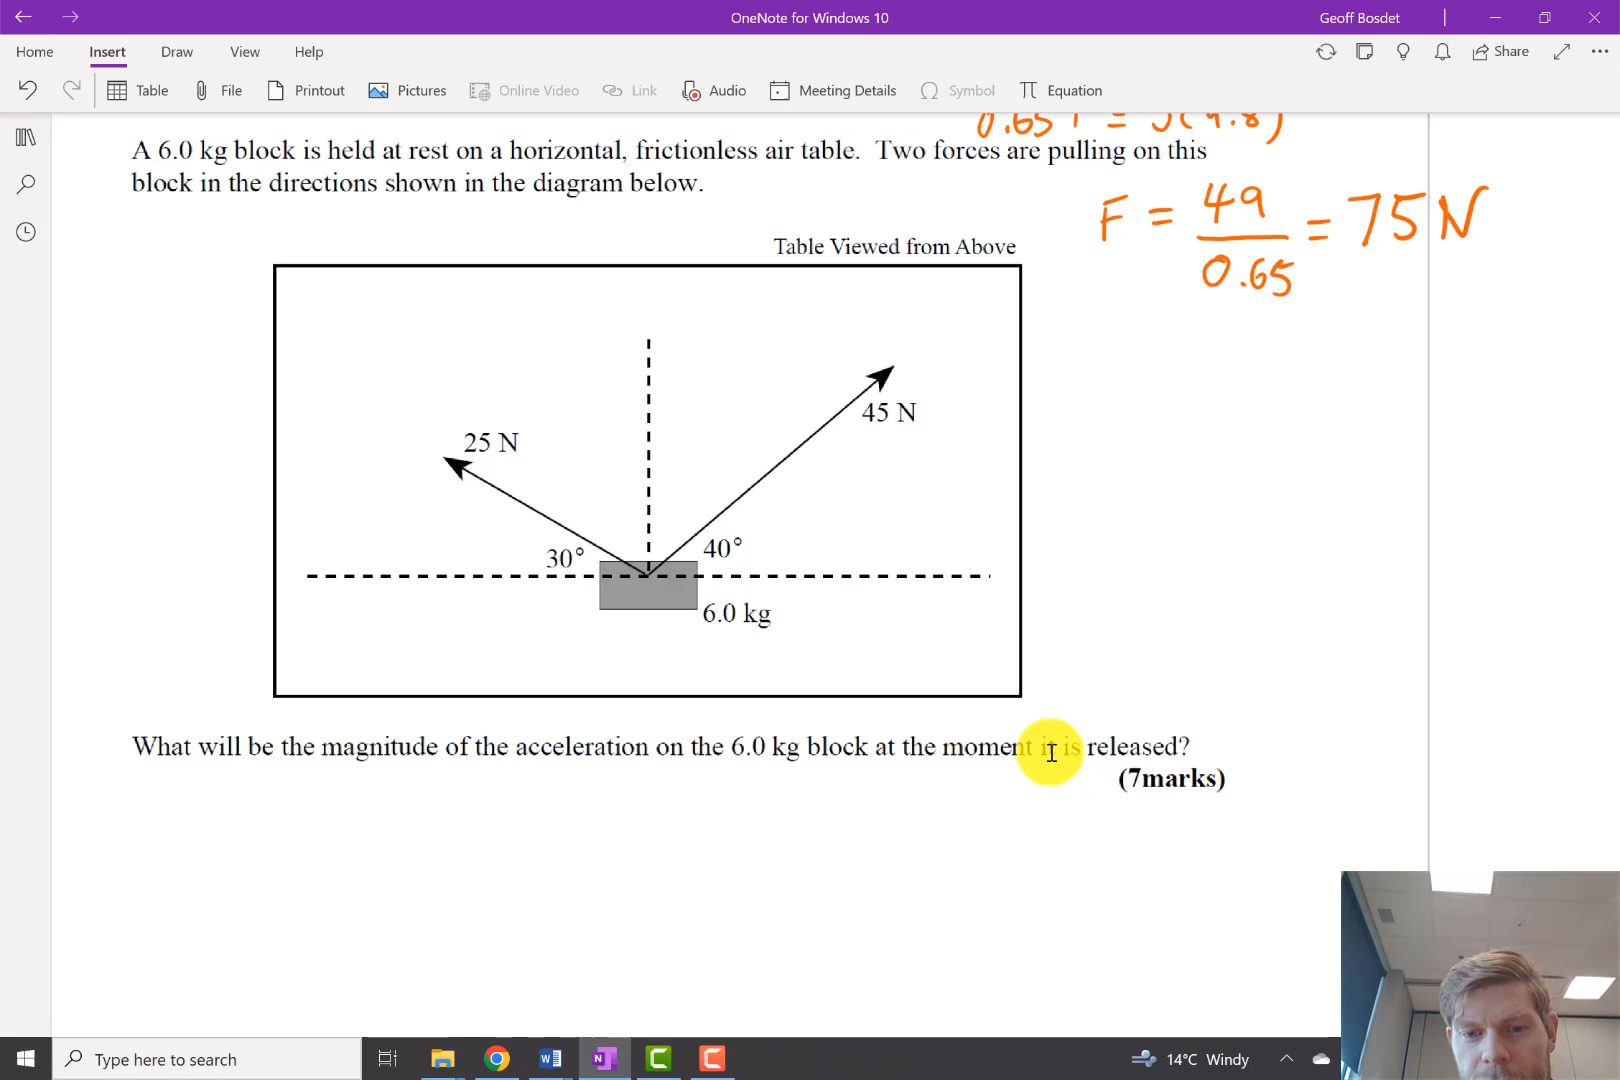 OneNote for Windows 10
Geoff Bosdet
Home Insert Draw View Help
Share
Table File Printout Pictures Online Video Link Audio Meeting Details Symbol Equation
A 6.0 kg block is held at rest on a horizontal, frictionless air table. Two forces are pulling on this
block in the directions shown in the diagram below.
F = 49 / 0.65 = 75 N
Table Viewed from Above
45 N
25 N
30°
40°
6.0 kg
What will be the magnitude of the acceleration on the 6.0 kg block at the moment it is released?
(7marks)
Type here to search
14°C Windy